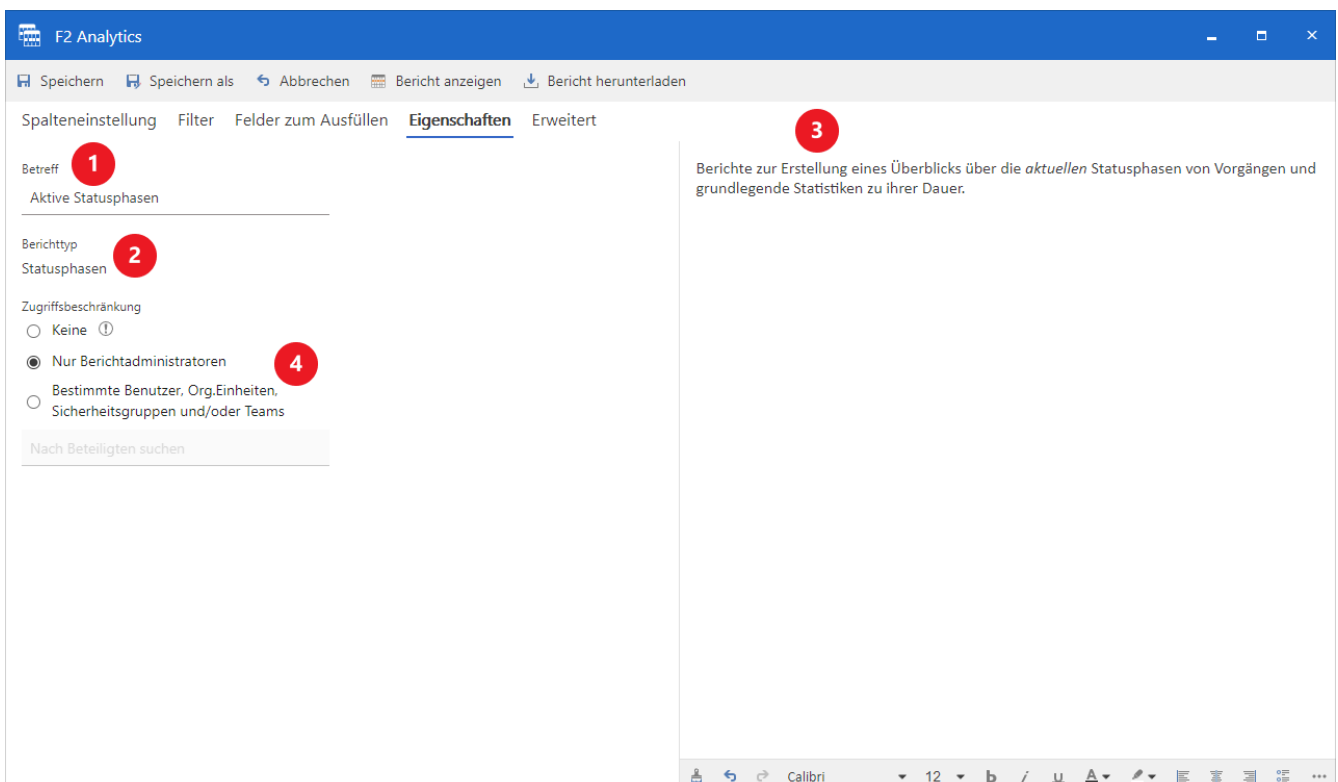 F2 Analytics
Speichern Speichern als Abbrechen Bericht anzeigen Bericht herunterladen
Spalteneinstellung Filter Felder zum Ausfüllen Eigenschaften Erweitert
1
Betreff
Aktive Statusphasen
2
Berichttyp
Statusphasen
Zugriffsbeschränkung
Keine
Nur Berichtadministratoren
4
Bestimmte Benutzer, Org.Einheiten,
Sicherheitsgruppen und/oder Teams
Nach Beteiligten suchen
3
Berichte zur Erstellung eines Überblicks über die aktuellen Statusphasen von Vorgängen und
grundlegende Statistiken zu ihrer Dauer.
Calibri 12 b i u A